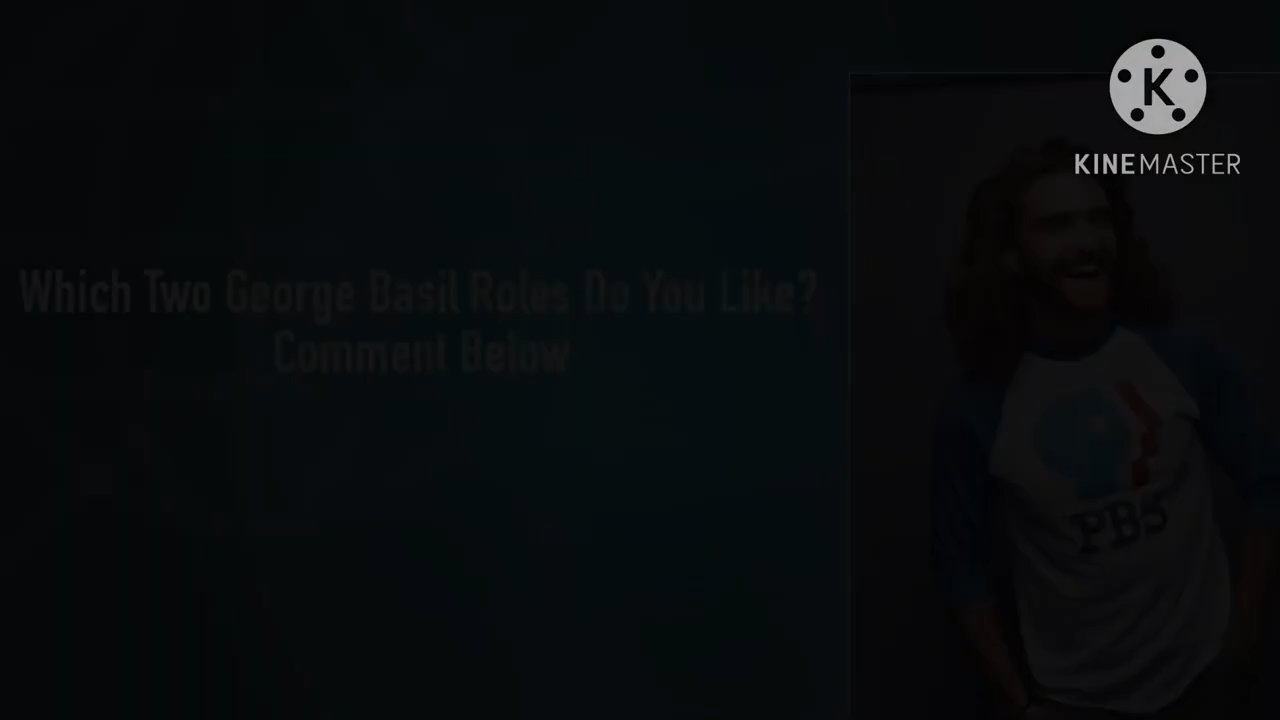 K
KINEMASTER
Which Two George Basil Roles Do You Like?
Comment Below
PBS